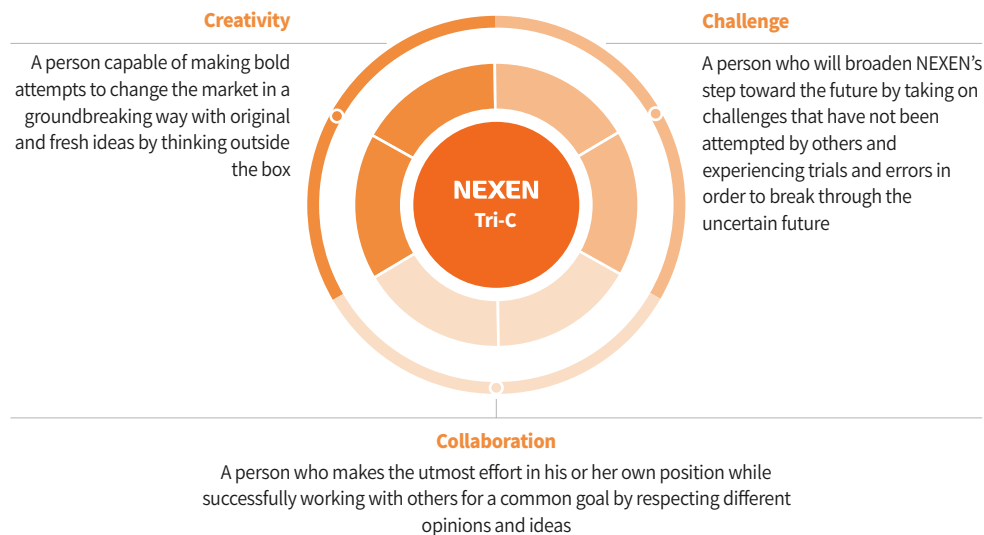 Creativity
A person capable of making bold
attempts to change the market in a
groundbreaking way with original
and fresh ideas by thinking outside
the box
Challenge
A person who will broaden NEXEN’s
step toward the future by taking on
challenges that have not been
attempted by others and
experiencing trials and errors in
order to break through the
uncertain future
NEXEN
Tri-C
Collaboration
A person who makes the utmost effort in his or her own position while
successfully working with others for a common goal by respecting different
opinions and ideas